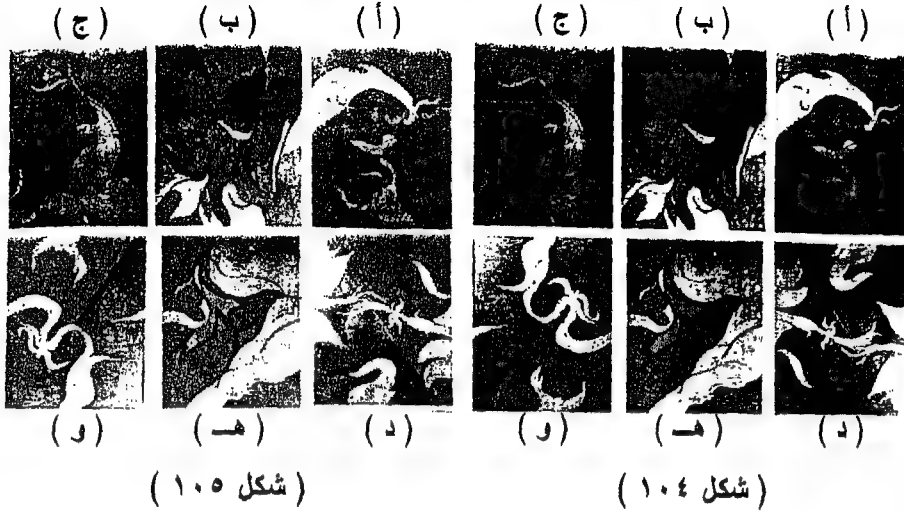 ( أ ) ( ب ) ( ج ) ( أ ) ( ب ) ( ج )
( د ) ( هـ ) ( و ) ( د ) ( هـ ) ( و )
( شكل ١٠٤ ) ( شكل ١٠٥ )